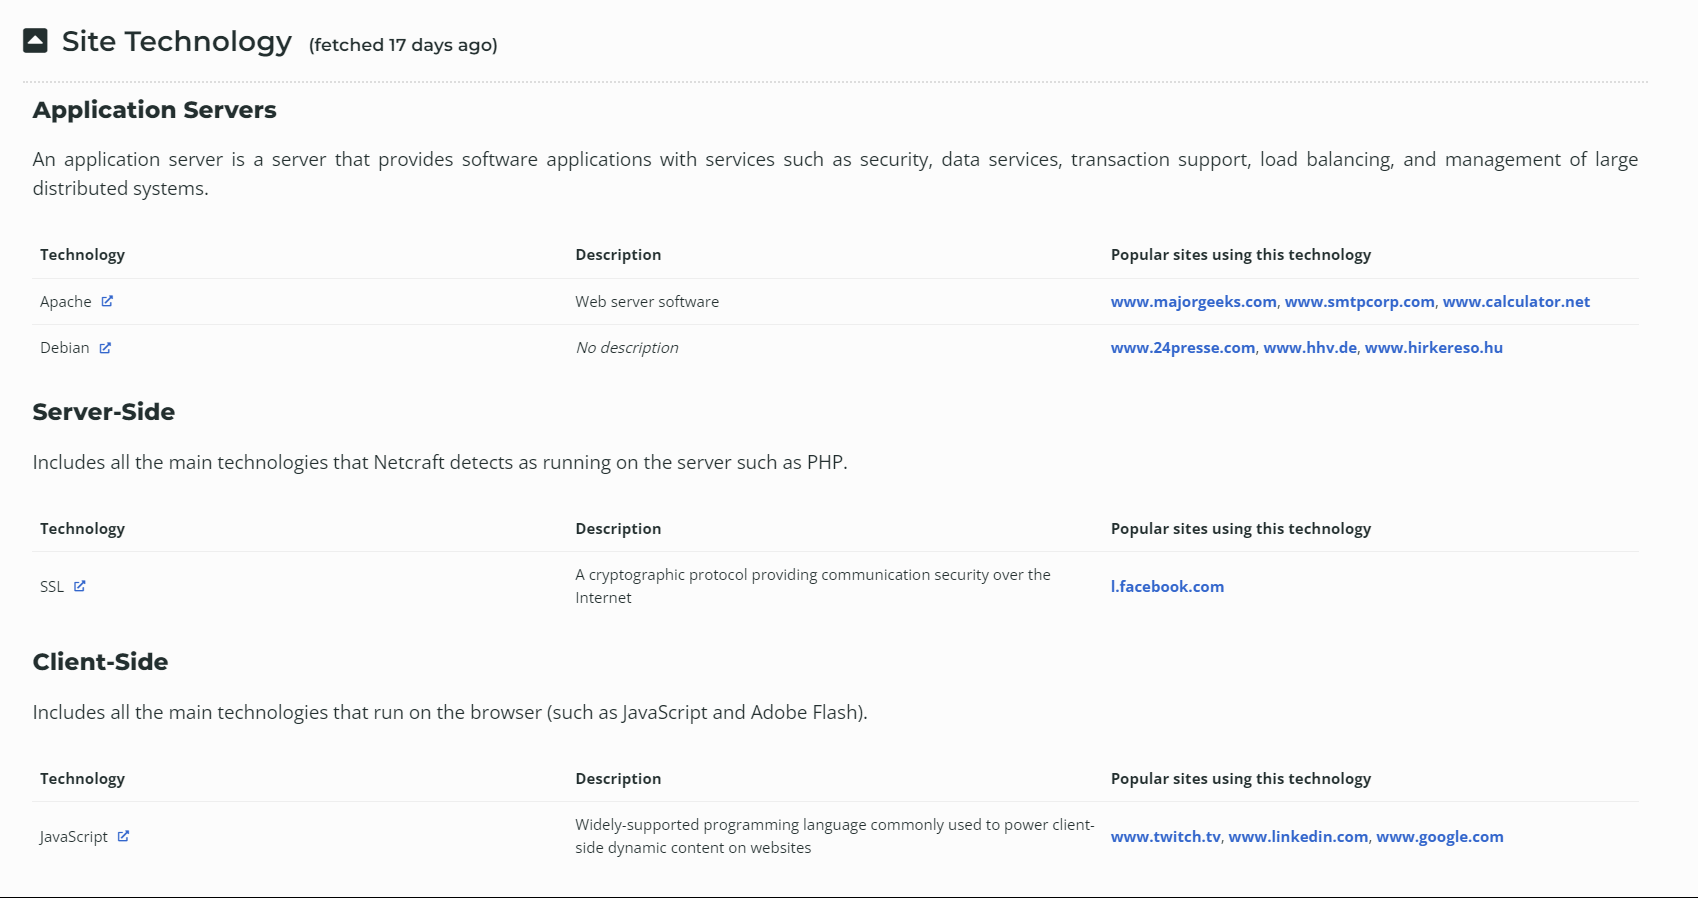 Site Technology (fetched 17 days ago)
Application Servers
An application server is a server that provides software applications with services such as security, data services, transaction support, load balancing, and management of large
distributed systems.
Technology Description Popular sites using this technology
Apache Web server software www.majorgeeks.com, www.smtpcorp.com, www.calculator.net
Debian No description www.24presse.com, www.hhv.de, www.hirkereso.hu
Server-Side
Includes all the main technologies that Netcraft detects as running on the server such as PHP.
Technology Description Popular sites using this technology
SSL A cryptographic protocol providing communication security over the
Internet l.facebook.com
Client-Side
Includes all the main technologies that run on the browser (such as JavaScript and Adobe Flash).
Technology Description Popular sites using this technology
JavaScript Widely-supported programming language commonly used to power client-
side dynamic content on websites www.twitch.tv, www.linkedin.com, www.google.com